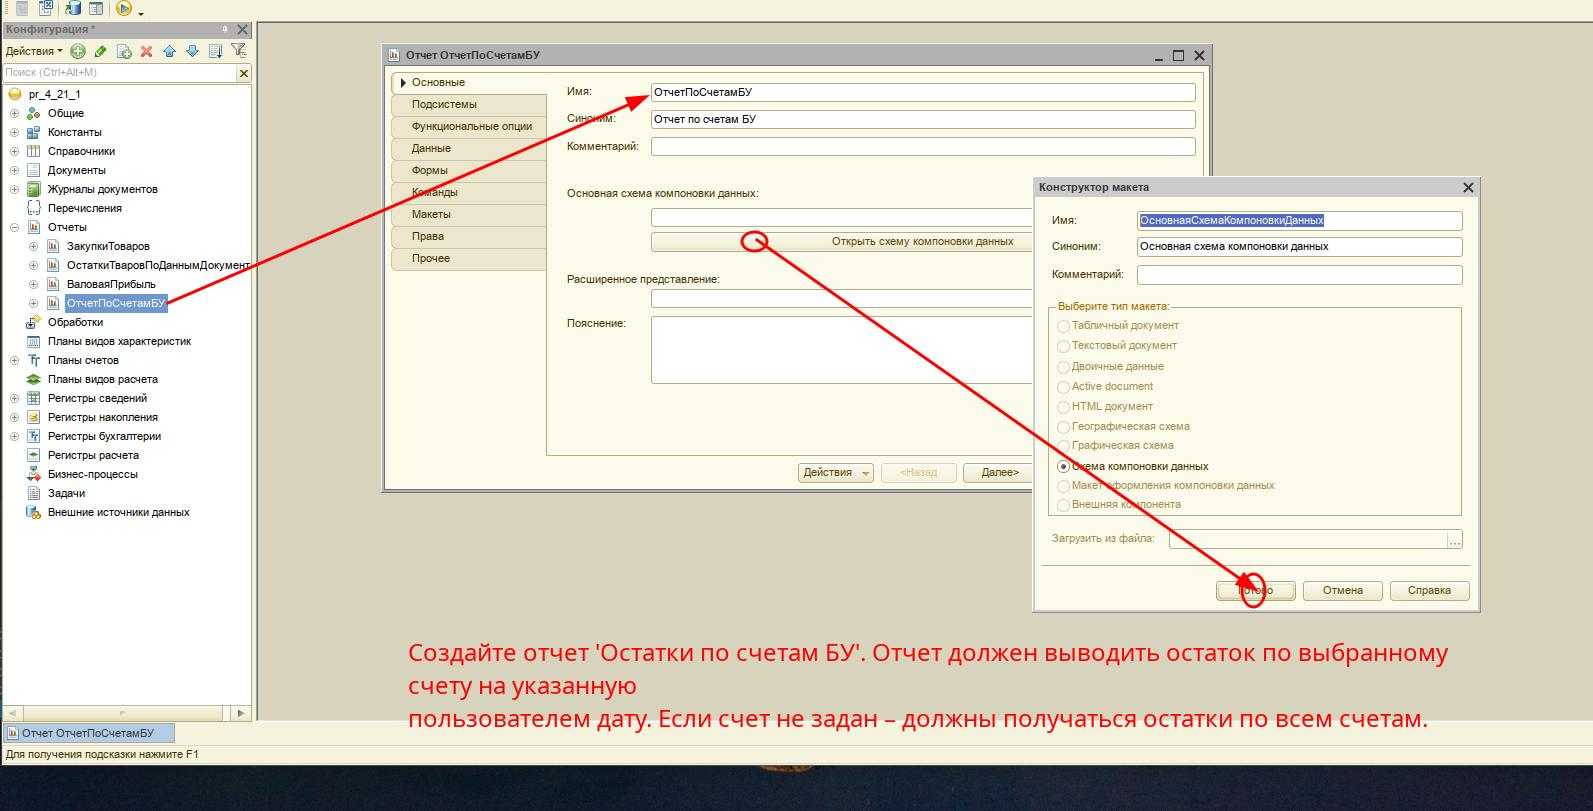 Конфигурация *
Действия
Поиск (Ctrl+Alt+M)
pr_4_21_1
Общие
Константы
Справочники
Документы
Журналы документов
Перечисления
Отчеты
ЗакупкиТоваров
ОстаткиТваровПоДаннымДокумент
ВаловаяПрибыль
ОтчетПоСчетамБУ
Обработки
Планы видов характеристик
Планы счетов
Планы видов расчета
Регистры сведений
Регистры накопления
Регистры бухгалтерии
Регистры расчета
Бизнес-процессы
Задачи
Внешние источники данных
Отчет ОтчетПоСчетамБУ
Основные
Подсистемы
Функциональные опции
Данные
Формы
Команды
Макеты
Права
Прочее
Имя: ОтчетПоСчетамБУ
Синоним: Отчет по счетам БУ
Комментарий:
Основная схема компоновки данных:
Открыть схему компоновки данных
Расширенное представление:
Пояснение:
Действия <Назад Далее>
Конструктор макета
Имя: ОсновнаяСхемаКомпоновкиДанных
Синоним: Основная схема компоновки данных
Комментарий:
Выберите тип макета:
Табличный документ
Текстовый документ
Двоичные данные
Active document
HTML документ
Географическая схема
Графическая схема
Схема компоновки данных
Макет оформления компоновки данных
Внешняя компонента
Загрузить из файла: ...
Готово Отмена Справка
Создайте отчет 'Остатки по счетам БУ'. Отчет должен выводить остаток по выбранному
счету на указанную
пользователем дату. Если счет не задан – должны получаться остатки по всем счетам.
Отчет ОтчетПоСчетамБУ
Для получения подсказки нажмите F1